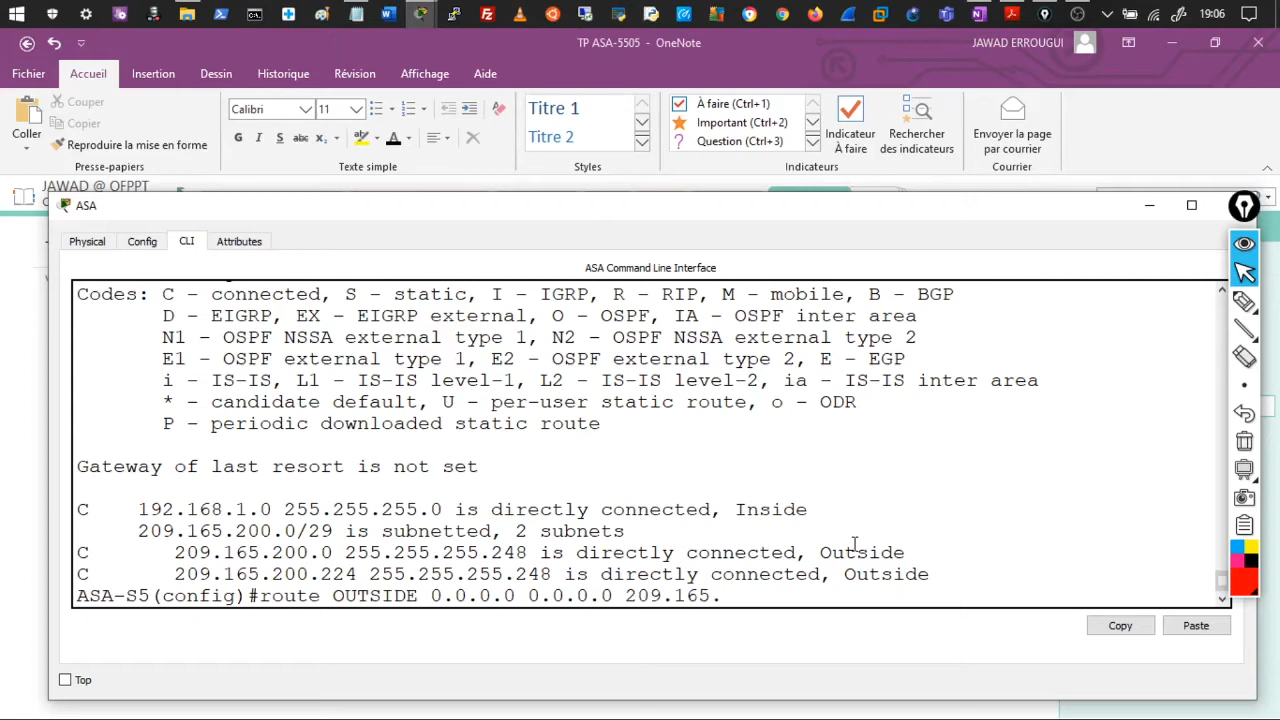 19:06
TP ASA-5505 - OneNote
JAWAD ERROUGUI
Fichier Accueil Insertion Dessin Historique Révision Affichage Aide
Coller
Couper
Copier
Reproduire la mise en forme
Presse-papiers
Calibri 11
G I S abc X₂ A
Texte simple
Titre 1
Titre 2
Styles
À faire (Ctrl+1)
Important (Ctrl+2)
Question (Ctrl+3)
Indicateurs
Indicateur
À faire
Rechercher
des indicateurs
Envoyer la page
par courrier
Courrier
JAWAD @ OFPPT
ASA
Physical Config CLI Attributes
ASA Command Line Interface
Codes: C - connected, S - static, I - IGRP, R - RIP, M - mobile, B - BGP
D - EIGRP, EX - EIGRP external, O - OSPF, IA - OSPF inter area
N1 - OSPF NSSA external type 1, N2 - OSPF NSSA external type 2
E1 - OSPF external type 1, E2 - OSPF external type 2, E - EGP
i - IS-IS, L1 - IS-IS level-1, L2 - IS-IS level-2, ia - IS-IS inter area
* - candidate default, U - per-user static route, o - ODR
P - periodic downloaded static route
Gateway of last resort is not set
C 192.168.1.0 255.255.255.0 is directly connected, Inside
209.165.200.0/29 is subnetted, 2 subnets
C 209.165.200.0 255.255.255.248 is directly connected, Outside
C 209.165.200.224 255.255.255.248 is directly connected, Outside
ASA-S5(config)#route OUTSIDE 0.0.0.0 0.0.0.0 209.165.
Copy Paste
Top